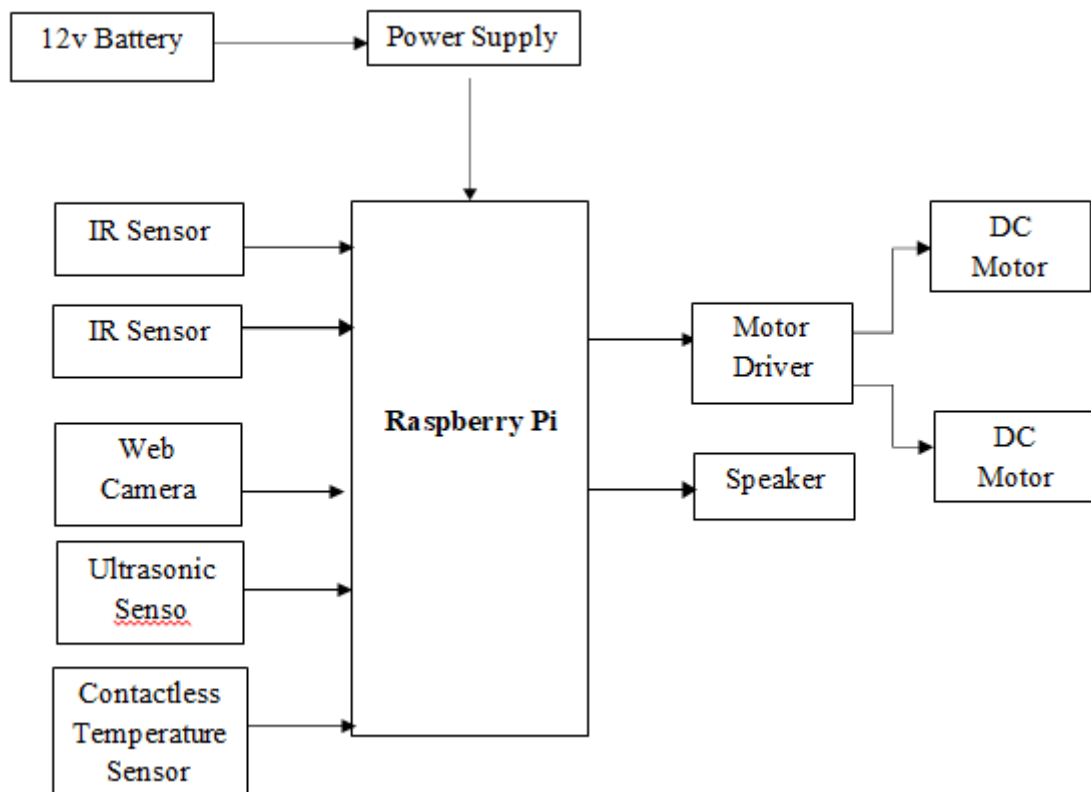 12v Battery
Power Supply
IR Sensor
IR Sensor
Web
Camera
Ultrasonic
Senso
Contactless
Temperature
Sensor
Raspberry Pi
Motor
Driver
Speaker
DC
Motor
DC
Motor